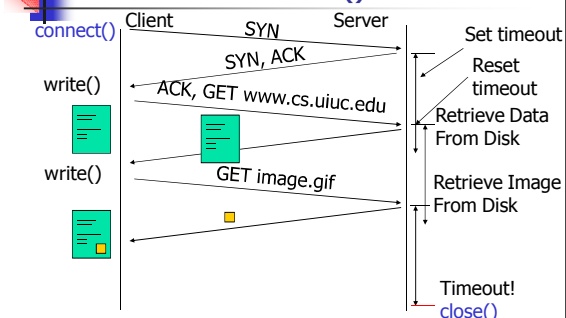 ()
Client
Server
connect()
SYN
Set timeout
SYN, ACK
Reset
timeout
write()
ACK, GET www.cs.uiuc.edu
Retrieve Data
From Disk
write()
GET image.gif
Retrieve Image
From Disk
Timeout!
close()